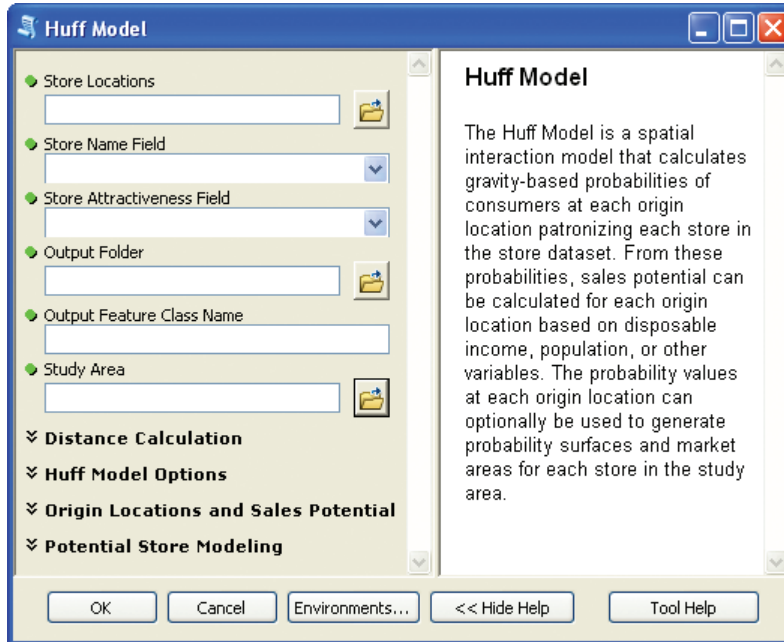 Huff Model
Store Locations
Store Name Field
Store Attractiveness Field
Output Folder
Output Feature Class Name
Study Area
Distance Calculation
Huff Model Options
Origin Locations and Sales Potential
Potential Store Modeling
Huff Model
The Huff Model is a spatial
interaction model that calculates
gravity-based probabilities of
consumers at each origin
location patronizing each store in
the store dataset. From these
probabilities, sales potential can
be calculated for each origin
location based on disposable
income, population, or other
variables. The probability values
at each origin location can
optionally be used to generate
probability surfaces and market
areas for each store in the study
area.
OK Cancel Environments... << Hide Help Tool Help